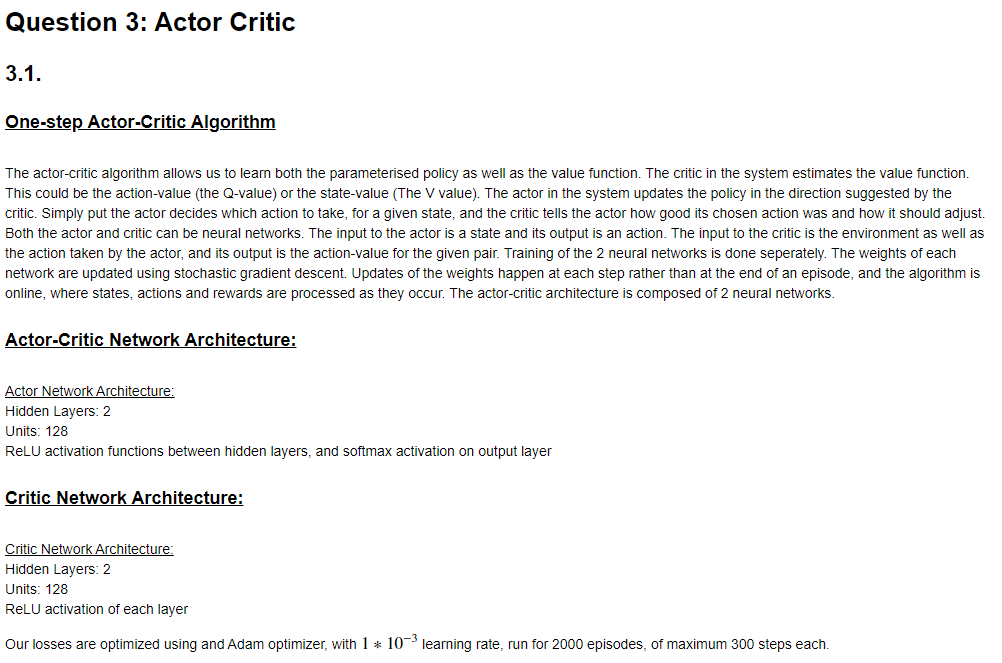 Question 3: Actor Critic
3.1.
One-step Actor-Critic Algorithm
The actor-critic algorithm allows us to learn both the parameterised policy as well as the value function. The critic in the system estimates the value function.
This could be the action-value (the Q-value) or the state-value (The V value). The actor in the system updates the policy in the direction suggested by the
critic. Simply put the actor decides which action to take, for a given state, and the critic tells the actor how good its chosen action was and how it should adjust.
Both the actor and critic can be neural networks. The input to the actor is a state and its output is an action. The input to the critic is the environment as well as
the action taken by the actor, and its output is the action-value for the given pair. Training of the 2 neural networks is done seperately. The weights of each
network are updated using stochastic gradient descent. Updates of the weights happen at each step rather than at the end of an episode, and the algorithm is
online, where states, actions and rewards are processed as they occur. The actor-critic architecture is composed of 2 neural networks.
Actor-Critic Network Architecture:
Actor Network Architecture:
Hidden Layers: 2
Units: 128
ReLU activation functions between hidden layers, and softmax activation on output layer
Critic Network Architecture:
Critic Network Architecture:
Hidden Layers: 2
Units: 128
ReLU activation of each layer
Our losses are optimized using and Adam optimizer, with 1 * 10⁻³ learning rate, run for 2000 episodes, of maximum 300 steps each.